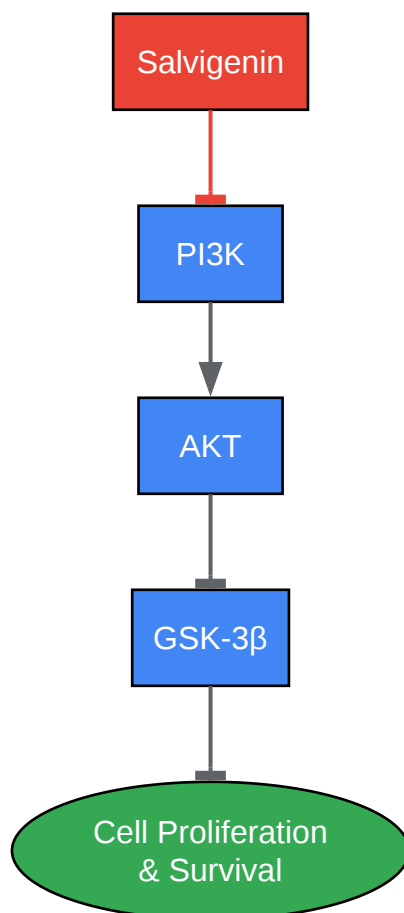 Salvigenin
PI3K
AKT
GSK-3β
Cell Proliferation
& Survival